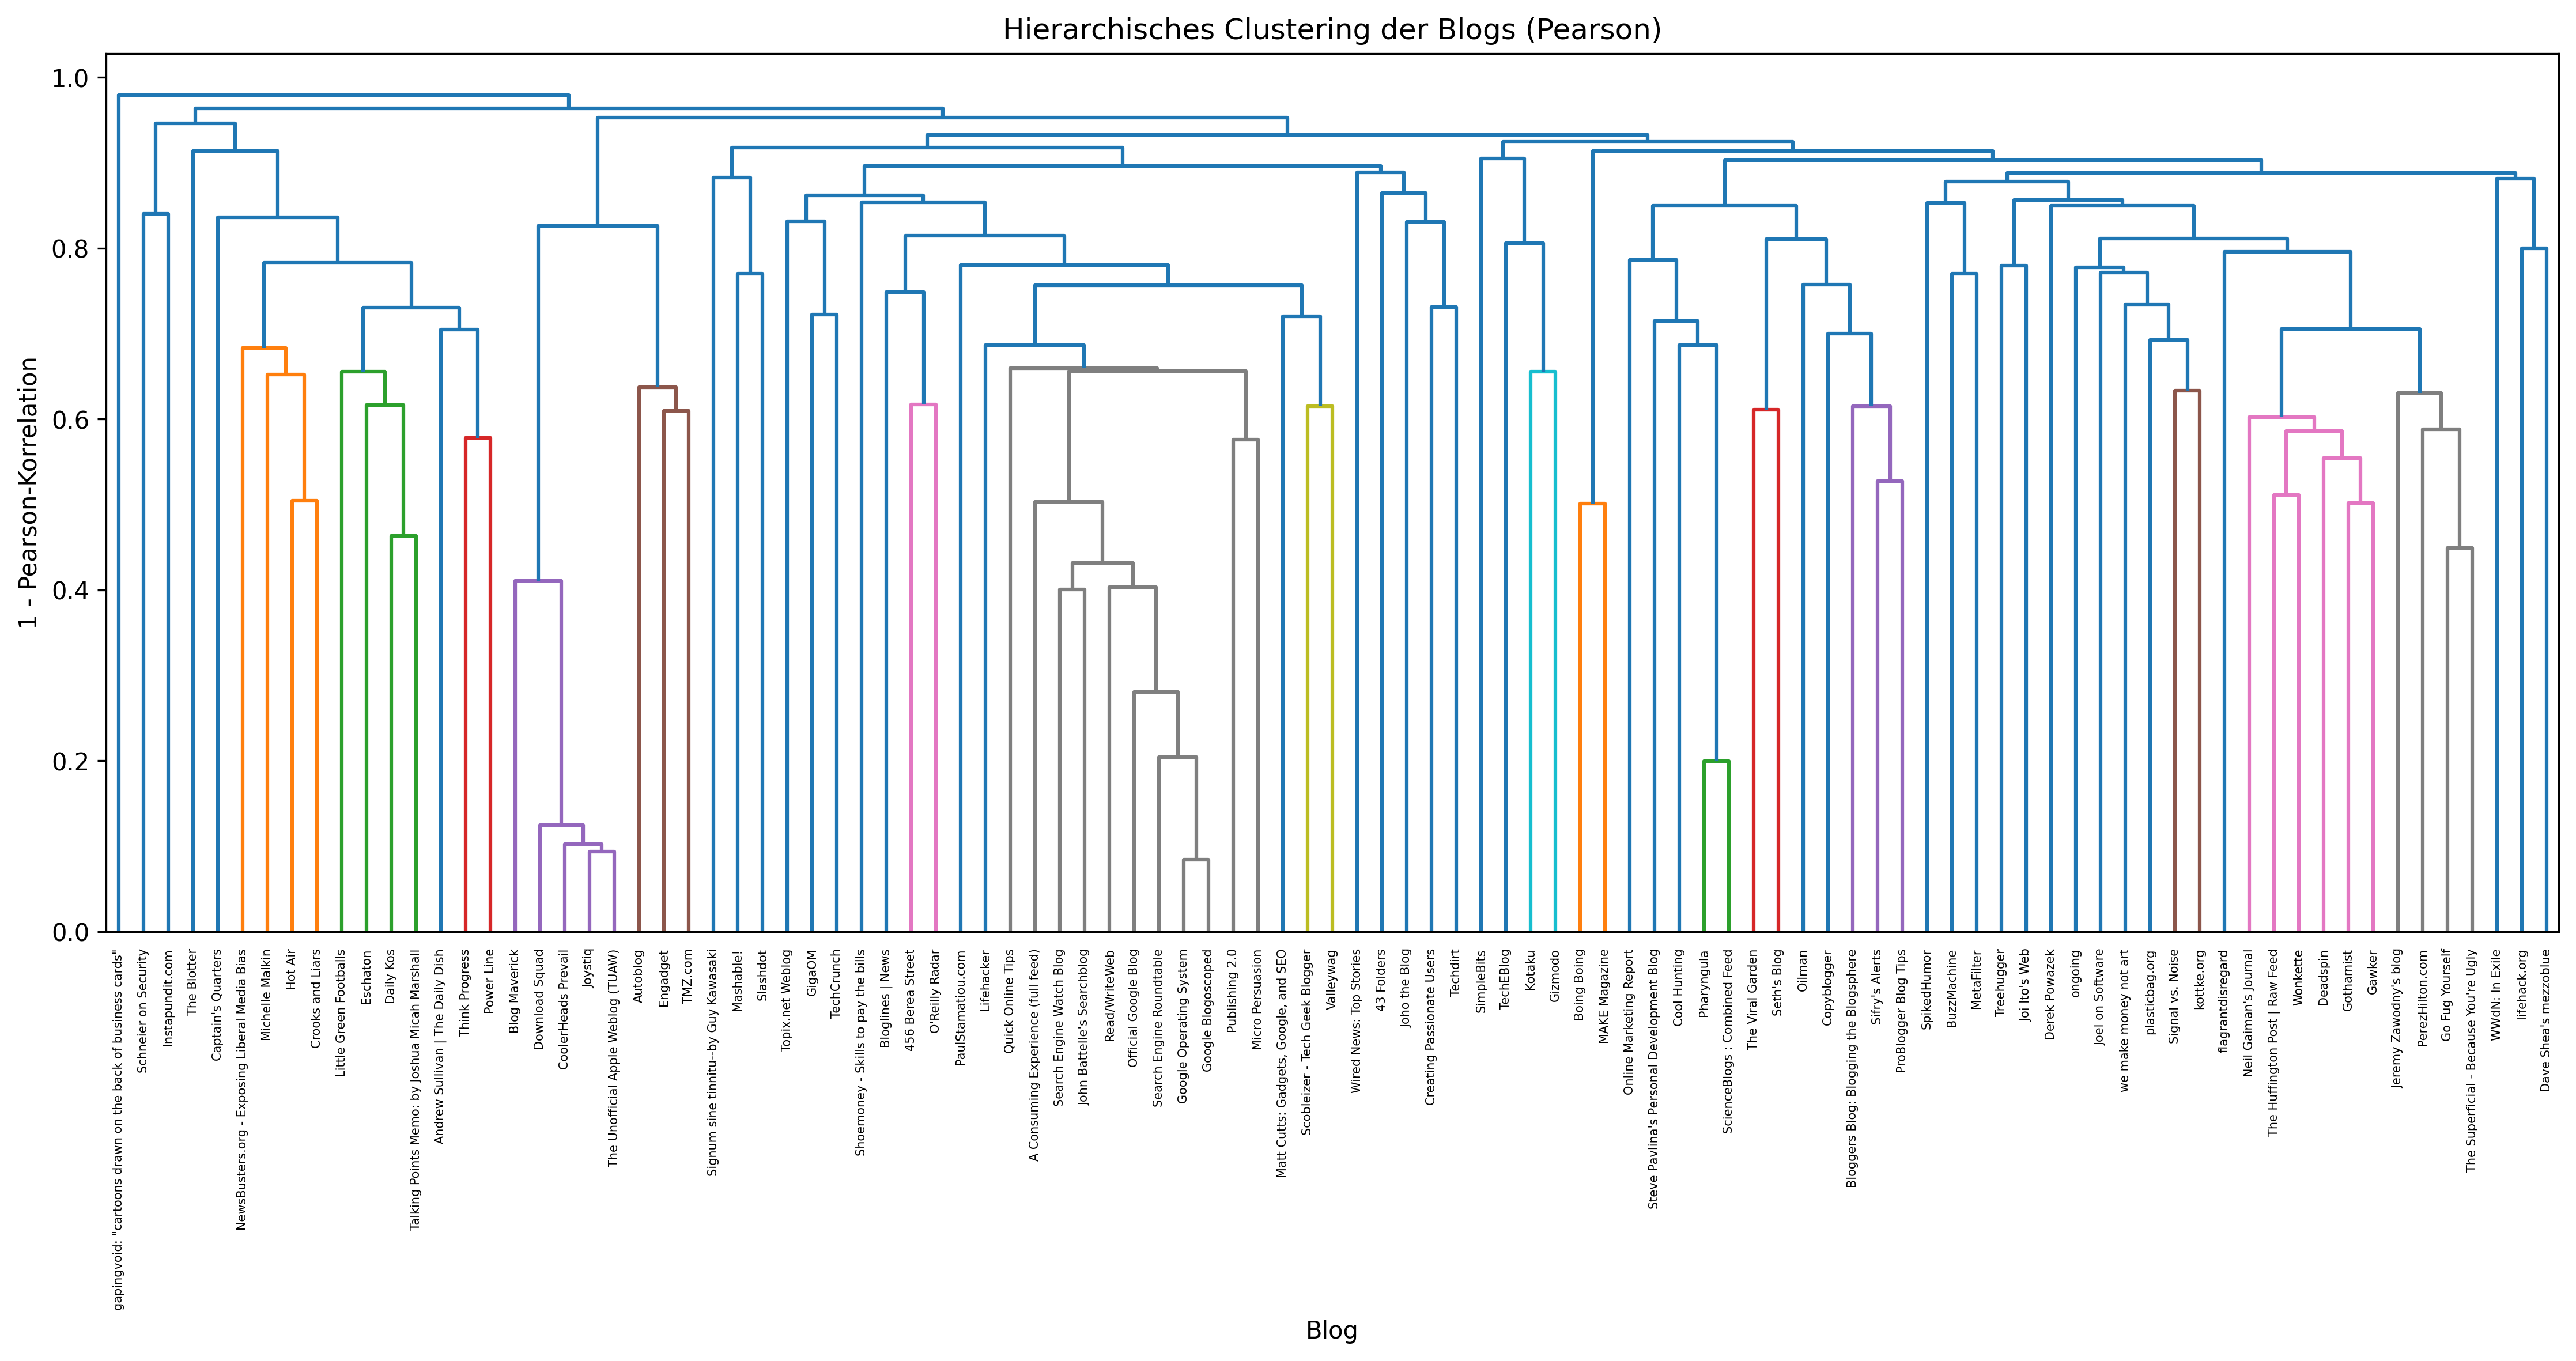 Hierarchisches Clustering der Blogs (Pearson)
1.0
0.8
0.6
0.4
0.2
0.0
1 - Pearson-Korrelation
gapingvoid: "cartoons drawn on the back of business cards"
Schneier on Security
Instapundit.com
The Blotter
Captain's Quarters
NewsBusters.org - Exposing Liberal Media Bias
Michelle Malkin
Hot Air
Crooks and Liars
Little Green Footballs
Eschaton
Daily Kos
Talking Points Memo: by Joshua Micah Marshall
Andrew Sullivan | The Daily Dish
Think Progress
Power Line
Blog Maverick
Download Squad
CoolerHeads Prevail
Joystiq
The Unofficial Apple Weblog (TUAW)
Autoblog
Engadget
TMZ.com
Signum sine tinnitu--by Guy Kawasaki
Mashable!
Slashdot
Topix.net Weblog
GigaOM
TechCrunch
Shoemoney - Skills to pay the bills
Bloglines | News
456 Berea Street
O'Reilly Radar
PaulStamatiou.com
Lifehacker
Quick Online Tips
A Consuming Experience (full feed)
Search Engine Watch Blog
John Battelle's Searchblog
Read/WriteWeb
Official Google Blog
Search Engine Roundtable
Google Operating System
Google Blogoscoped
Publishing 2.0
Micro Persuasion
Matt Cutts: Gadgets, Google, and SEO
Scobleizer - Tech Geek Blogger
Valleywag
Wired News: Top Stories
43 Folders
Joho the Blog
Creating Passionate Users
Techdirt
SimpleBits
TechEBlog
Kotaku
Gizmodo
Boing Boing
MAKE Magazine
Online Marketing Report
Steve Pavlina's Personal Development Blog
Cool Hunting
Pharyngula
ScienceBlogs : Combined Feed
The Viral Garden
Seth's Blog
Oilman
Copyblogger
Bloggers Blog: Blogging the Blogsphere
Sifry's Alerts
ProBlogger Blog Tips
SpikedHumor
BuzzMachine
MetaFilter
Treehugger
Joi Ito's Web
Derek Powazek
ongoing
Joel on Software
we make money not art
plasticbag.org
Signal vs. Noise
kottke.org
flagrantdisregard
Neil Gaiman's Journal
The Huffington Post | Raw Feed
Wonkette
Deadspin
Gothamist
Gawker
Jeremy Zawodny's blog
PerezHilton.com
Go Fug Yourself
The Superficial - Because You're Ugly
WWdN: In Exile
lifehack.org
Dave Shea's mezzoblue
Blog